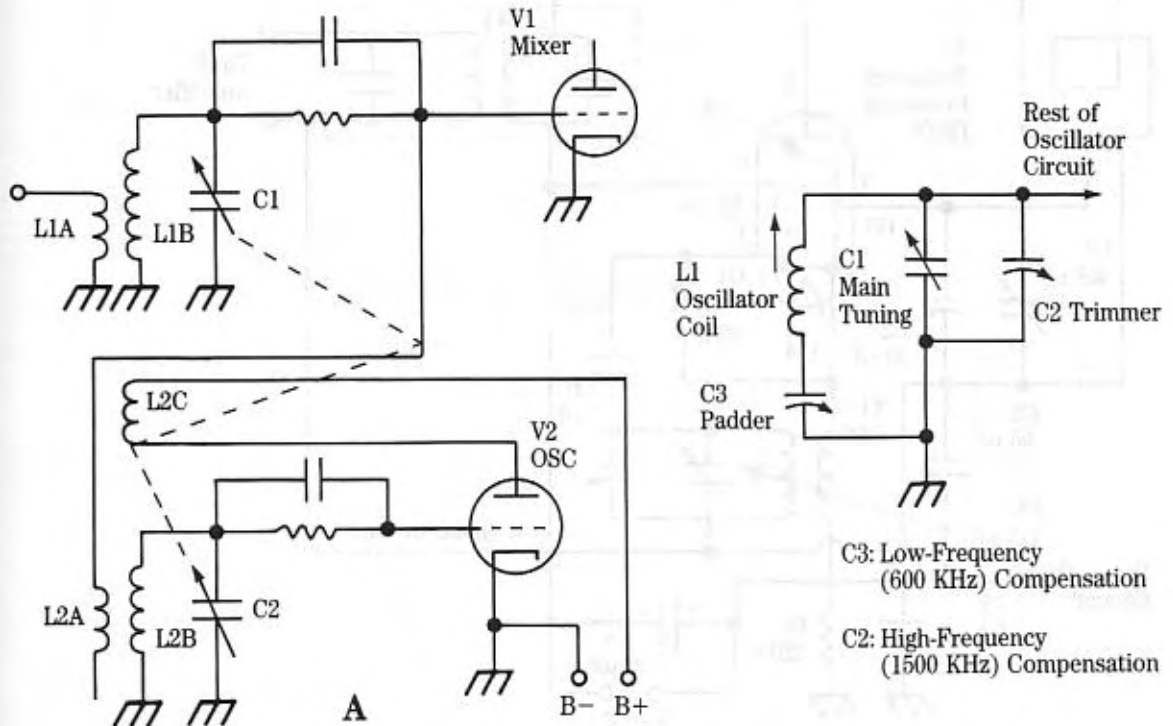 V1
Mixer
C1
L1A
L1B
L2C
V2
OSC
L2A
L2B
C2
A
B− B+
Rest of
Oscillator
Circuit
L1
Oscillator
Coil
C1
Main
Tuning
C2 Trimmer
C3
Padder
C3: Low-Frequency
(600 KHz) Compensation
C2: High-Frequency
(1500 KHz) Compensation